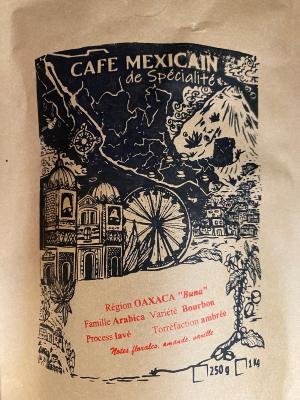 CAFE MEXICAIN
de Spécialité
Région OAXACA "Buna"
Famille Arabica Variété Bourbon
Process lavé Torréfaction ambrée
Notes florales, amande, vanille
250 g 1 Kg